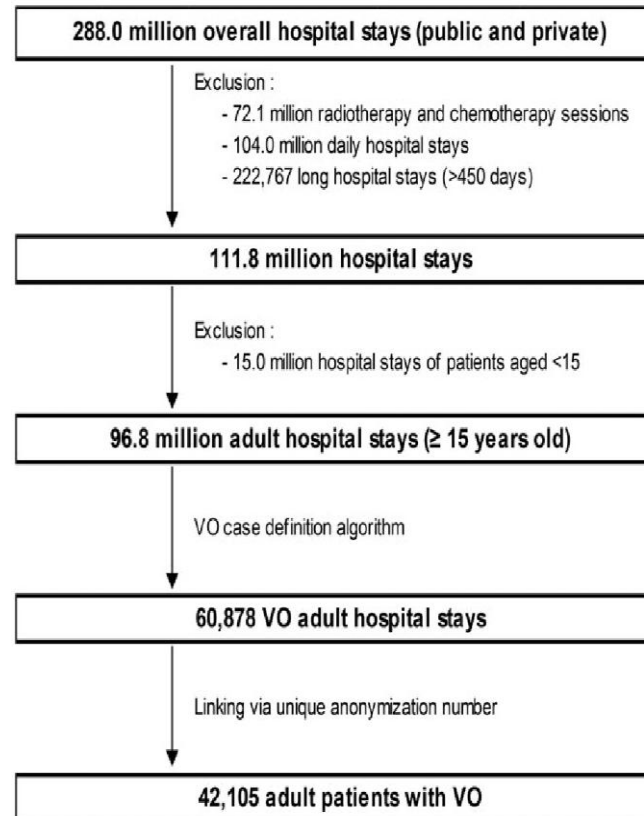 288.0 million overall hospital stays (public and private)
Exclusion :
- 72.1 million radiotherapy and chemotherapy sessions
- 104.0 million daily hospital stays
- 222,767 long hospital stays (>450 days)
111.8 million hospital stays
Exclusion :
- 15.0 million hospital stays of patients aged <15
96.8 million adult hospital stays (≥ 15 years old)
VO case definition algorithm
60,878 VO adult hospital stays
Linking via unique anonymization number
42,105 adult patients with VO